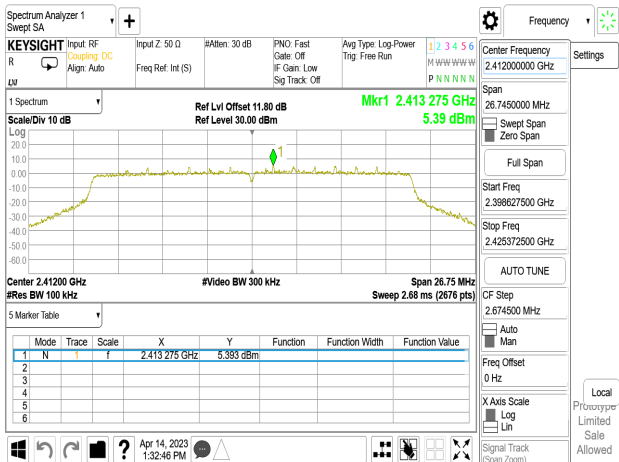 Spectrum Analyzer 1
Swept SA
Frequency
KEYSIGHT
R
LXI
Input: RF
Coupling: DC
Align: Auto
Input Z: 50 Ω
Freq Ref: Int (S)
#Atten: 30 dB
PNO: Fast
Gate: Off
IF Gain: Low
Sig Track: Off
Avg Type: Log-Power
Trig: Free Run
1 2 3 4 5 6
M W W W W W
P N N N N N
Center Frequency
2.412000000 GHz
Settings
1 Spectrum
Scale/Div 10 dB
Ref Lvl Offset 11.80 dB
Ref Level 30.00 dBm
Mkr1 2.413 275 GHz
5.39 dBm
Log
20.0
10.0
0.00
-10.0
-20.0
-30.0
-40.0
-50.0
-60.0
1
Center 2.41200 GHz
#Res BW 100 kHz
#Video BW 300 kHz
Span 26.75 MHz
Sweep 2.68 ms (2676 pts)
Span
26.7450000 MHz
Swept Span
Zero Span
Full Span
Start Freq
2.398627500 GHz
Stop Freq
2.425372500 GHz
AUTO TUNE
CF Step
2.674500 MHz
Auto
Man
Freq Offset
0 Hz
X Axis Scale
Log
Lin
Signal Track
(Span Zoom)
Local
Prototype
Limited
Sale
Allowed
5 Marker Table
Mode Trace Scale X Y Function Function Width Function Value
1 N 1 f 2.413 275 GHz 5.393 dBm
2
3
4
5
6
?
Apr 14, 2023
1:32:46 PM